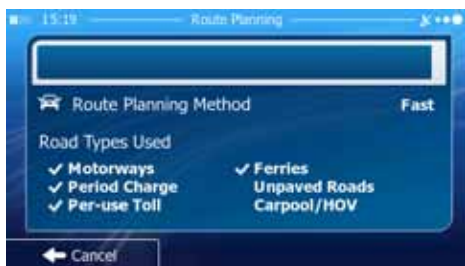 15:19 Route Planning
Route Planning Method Fast
Road Types Used
Motorways Ferries
Period Charge Unpaved Roads
Per-use Toll Carpool/HOV
Cancel